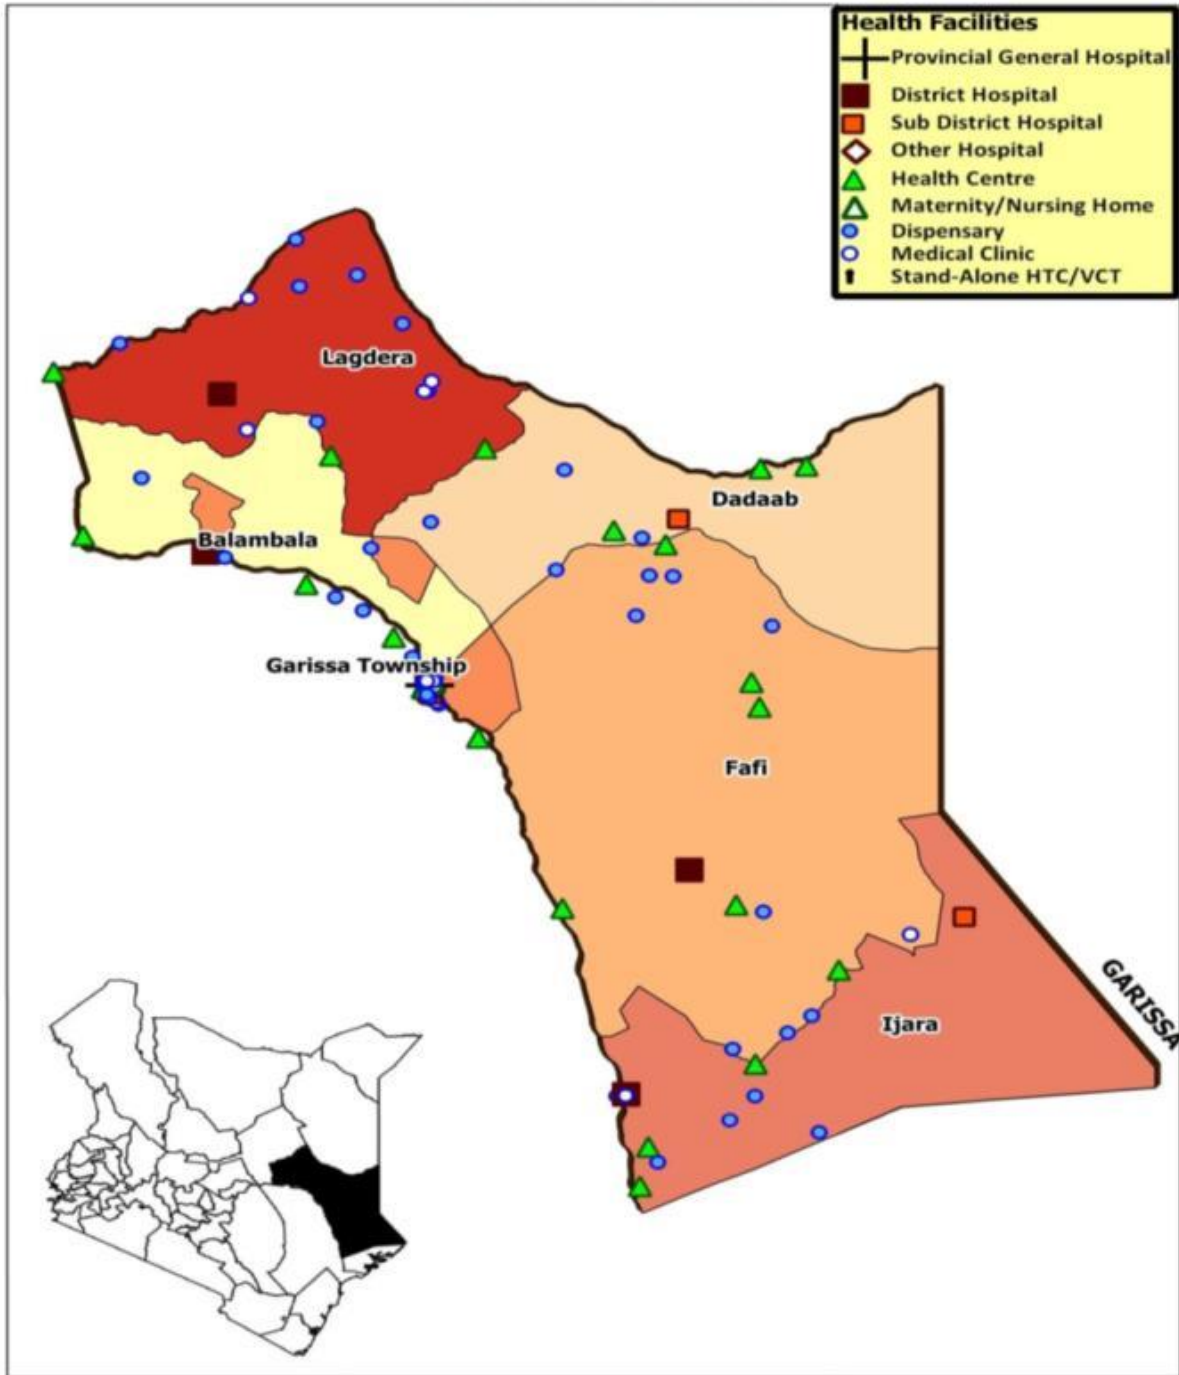 Health Facilities
Provincial General Hospital
District Hospital
Sub District Hospital
Other Hospital
Health Centre
Maternity/Nursing Home
Dispensary
Medical Clinic
Stand-Alone HTC/VCT
Lagdera
Dadaab
Balambala
Garissa Township
Fafi
GARISSA
Ijara